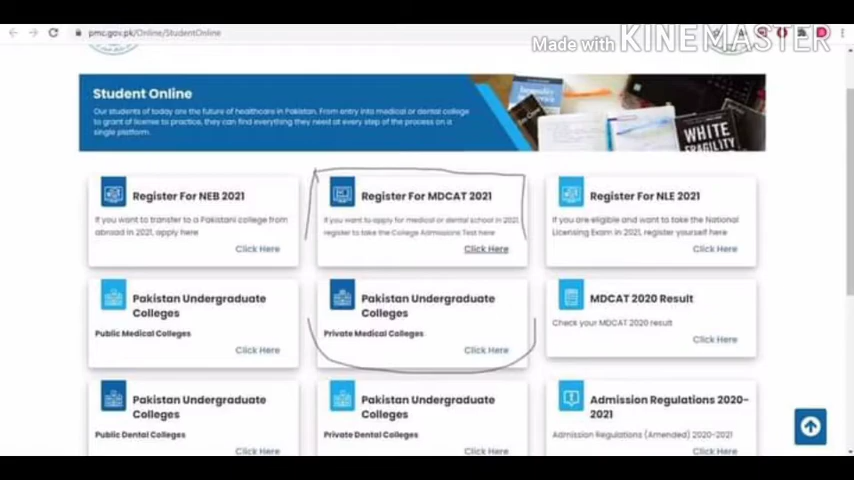 pmc.gov.pk/Online/StudentOnline
Made with KINEMASTER
Student Online
Our students of today are the future of healthcare in Pakistan. From entry into medical or dental college
to grant of license to practice, they can find everything they need at every step of the process on a
single platform.
WHITE
FRAGILITY
Register For NEB 2021
If you want to transfer to a Pakistani college from
abroad in 2021, apply here
Click Here
Register For MDCAT 2021
If you want to apply for medical or dental school in 2021,
register to take the College Admissions Test here
Click Here
Register For NLE 2021
If you are eligible and want to take the National
Licensing Exam in 2021, register yourself here
Click Here
Pakistan Undergraduate
Colleges
Public Medical Colleges
Click Here
Pakistan Undergraduate
Colleges
Private Medical Colleges
Click Here
MDCAT 2020 Result
Check your MDCAT 2020 result
Click Here
Pakistan Undergraduate
Colleges
Public Dental Colleges
Click Here
Pakistan Undergraduate
Colleges
Private Dental Colleges
Click Here
Admission Regulations 2020-
2021
Admission Regulations (Amended) 2020-2021
Click Here